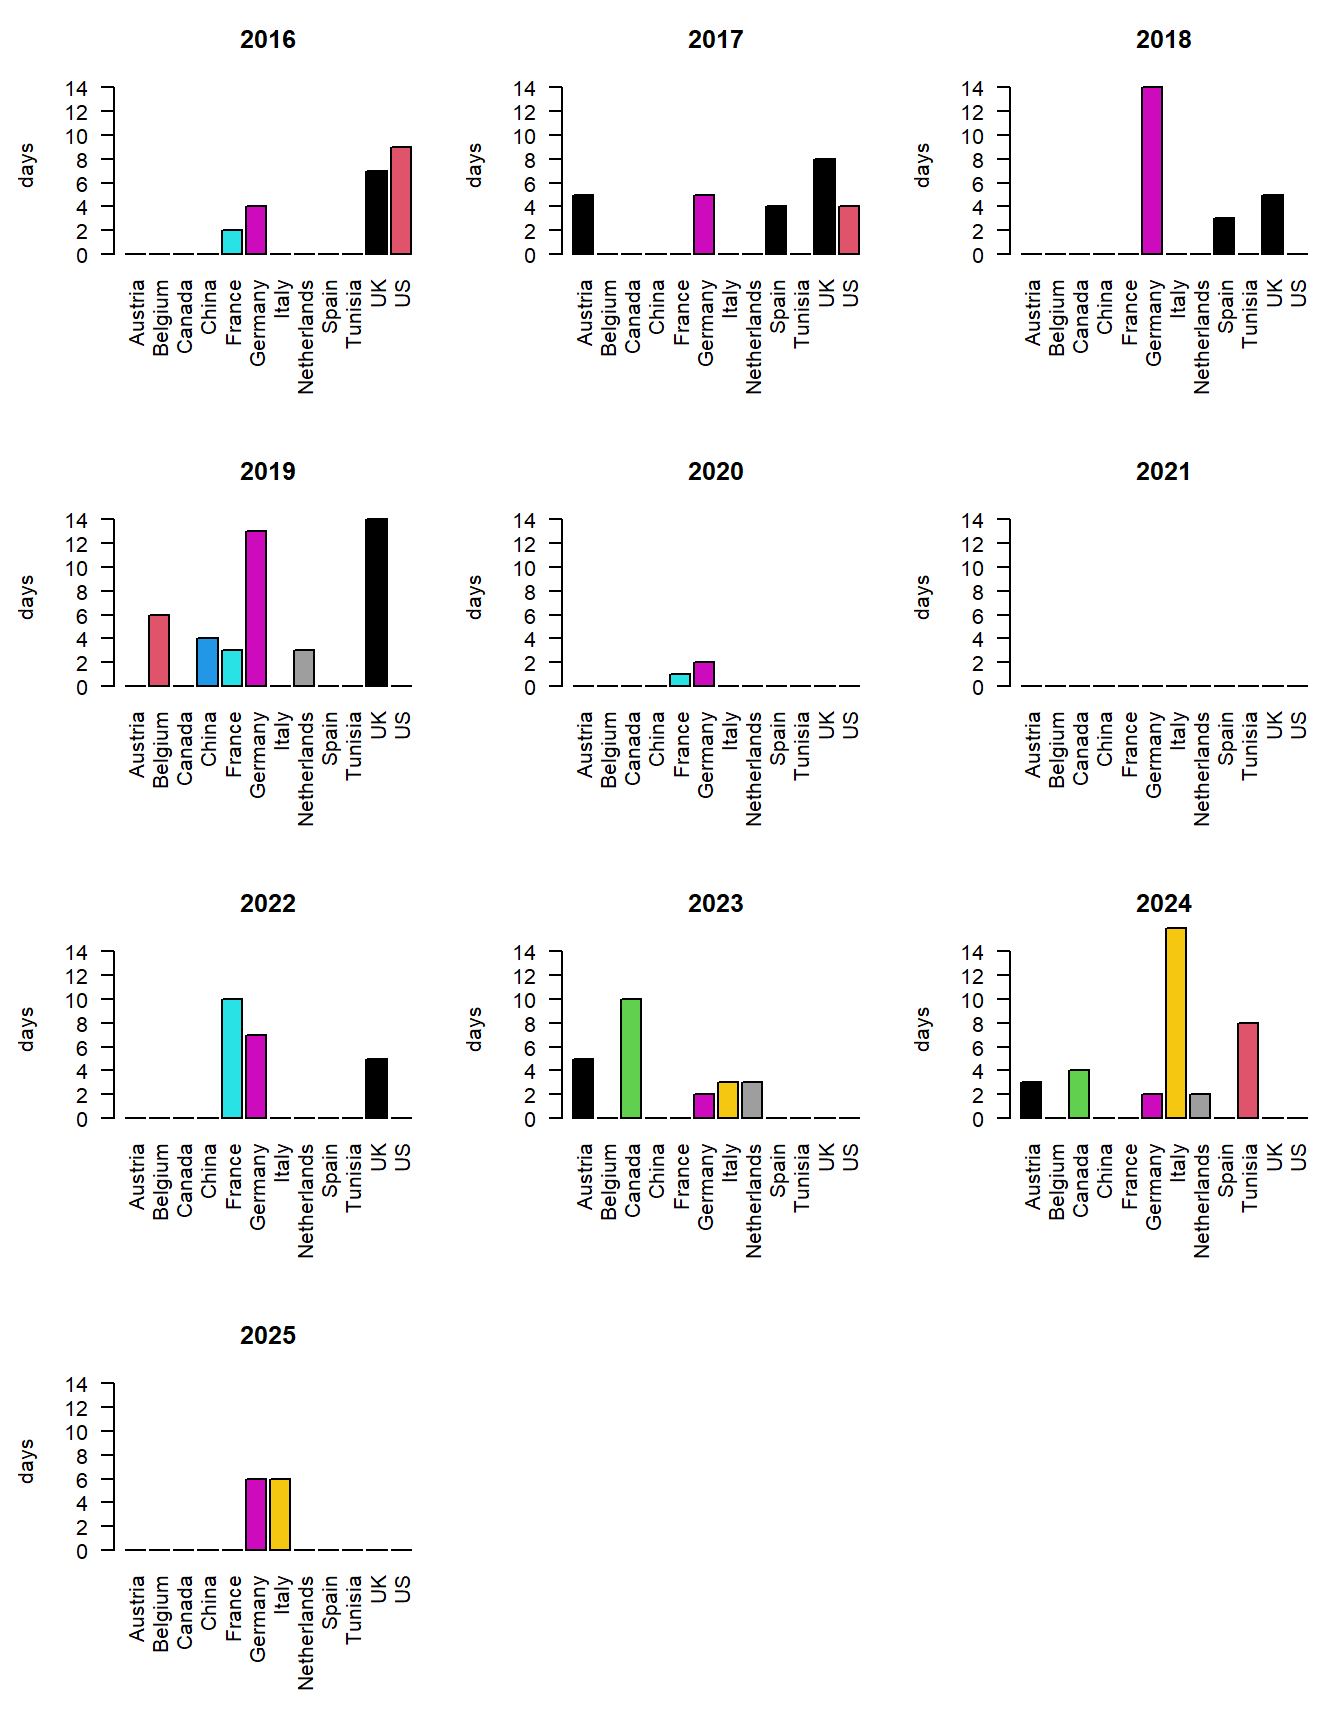 2016
days
14
12
10
8
6
4
2
0
Austria
Belgium
Canada
China
France
Germany
Italy
Netherlands
Spain
Tunisia
UK
US
2017
days
14
12
10
8
6
4
2
0
Austria
Belgium
Canada
China
France
Germany
Italy
Netherlands
Spain
Tunisia
UK
US
2018
days
14
12
10
8
6
4
2
0
Austria
Belgium
Canada
China
France
Germany
Italy
Netherlands
Spain
Tunisia
UK
US
2019
days
14
12
10
8
6
4
2
0
Austria
Belgium
Canada
China
France
Germany
Italy
Netherlands
Spain
Tunisia
UK
US
2020
days
14
12
10
8
6
4
2
0
Austria
Belgium
Canada
China
France
Germany
Italy
Netherlands
Spain
Tunisia
UK
US
2021
days
14
12
10
8
6
4
2
0
Austria
Belgium
Canada
China
France
Germany
Italy
Netherlands
Spain
Tunisia
UK
US
2022
days
14
12
10
8
6
4
2
0
Austria
Belgium
Canada
China
France
Germany
Italy
Netherlands
Spain
Tunisia
UK
US
2023
days
14
12
10
8
6
4
2
0
Austria
Belgium
Canada
China
France
Germany
Italy
Netherlands
Spain
Tunisia
UK
US
2024
days
14
12
10
8
6
4
2
0
Austria
Belgium
Canada
China
France
Germany
Italy
Netherlands
Spain
Tunisia
UK
US
2025
days
14
12
10
8
6
4
2
0
Austria
Belgium
Canada
China
France
Germany
Italy
Netherlands
Spain
Tunisia
UK
US